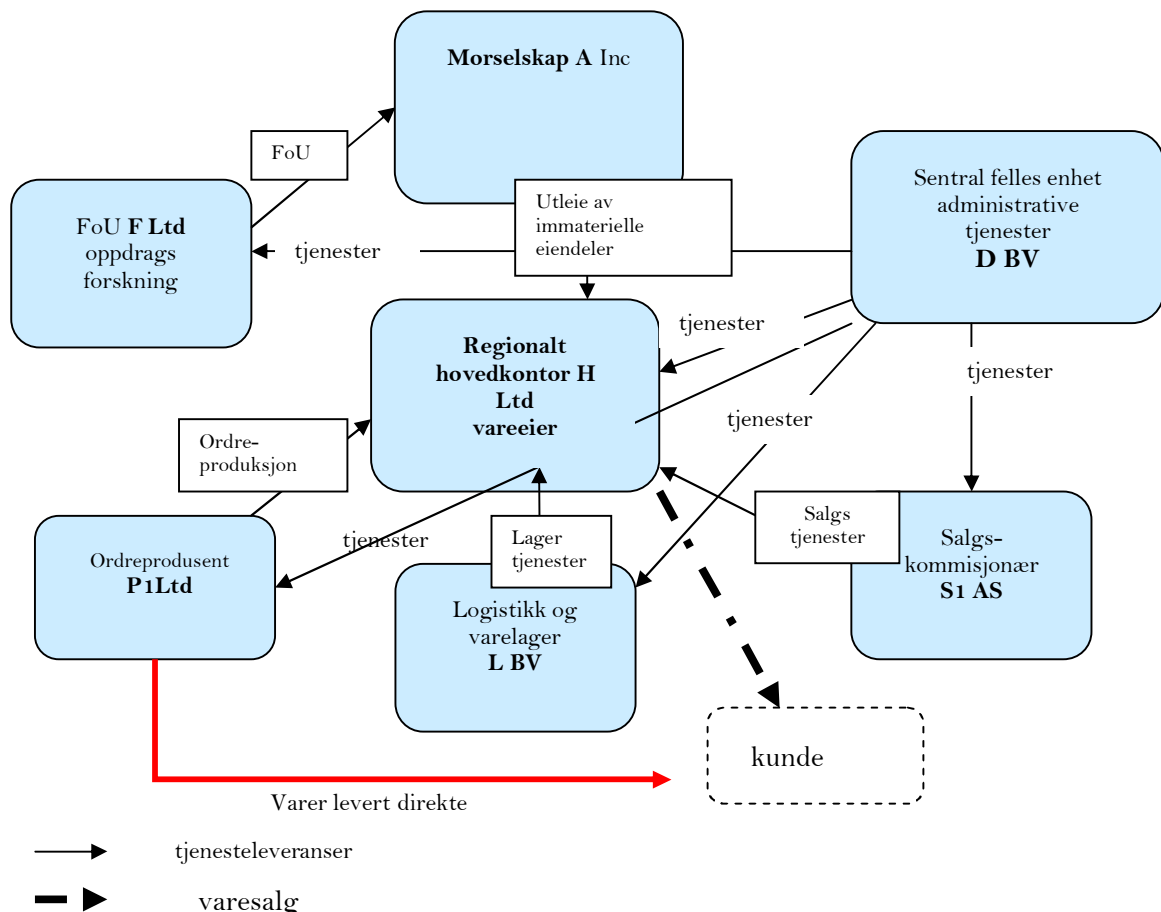 Morselskap A Inc
FoU
Sentral felles enhet
administrative
tjenester
D BV
FoU F Ltd
oppdrags
forskning
tjenester
Utleie av
immaterielle
eiendeler
tjenester
tjenester
Regionalt
hovedkontor H
Ltd
vareeier
tjenester
Ordre-
produksjon
Salgs
tjenester
tjenester
Lager
tjenester
Ordreprodusent
P1Ltd
Salgs-
kommisjonær
S1 AS
Logistikk og
varelager
L BV
kunde
Varer levert direkte
tjenesteleveranser
varesalg